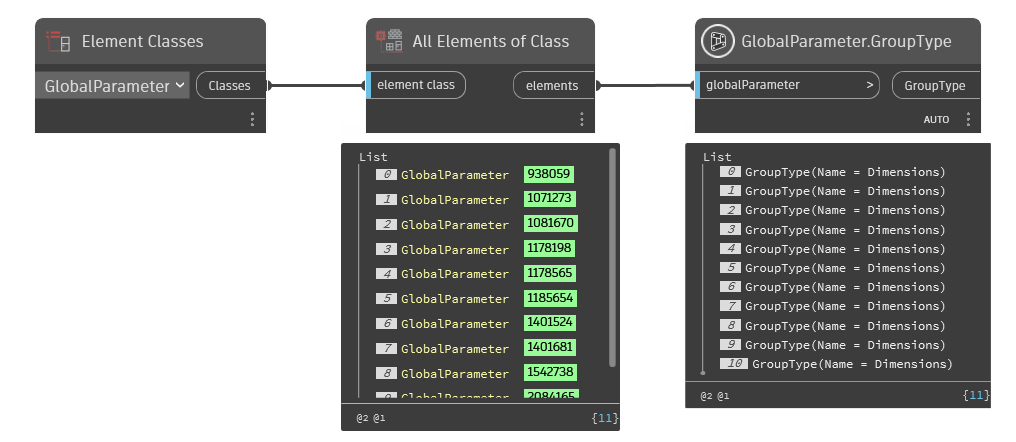 Element Classes
GlobalParameter
Classes
All Elements of Class
element class
elements
GlobalParameter.GroupType
globalParameter >
GroupType
AUTO
List
0 GlobalParameter 938059
1 GlobalParameter 1071273
2 GlobalParameter 1081670
3 GlobalParameter 1178198
4 GlobalParameter 1178565
5 GlobalParameter 1185654
6 GlobalParameter 1401524
7 GlobalParameter 1401681
8 GlobalParameter 1542738
9 GlobalParameter 2084165
@2 @1 {11}
List
0 GroupType(Name = Dimensions)
1 GroupType(Name = Dimensions)
2 GroupType(Name = Dimensions)
3 GroupType(Name = Dimensions)
4 GroupType(Name = Dimensions)
5 GroupType(Name = Dimensions)
6 GroupType(Name = Dimensions)
7 GroupType(Name = Dimensions)
8 GroupType(Name = Dimensions)
9 GroupType(Name = Dimensions)
10 GroupType(Name = Dimensions)
@2 @1 {11}